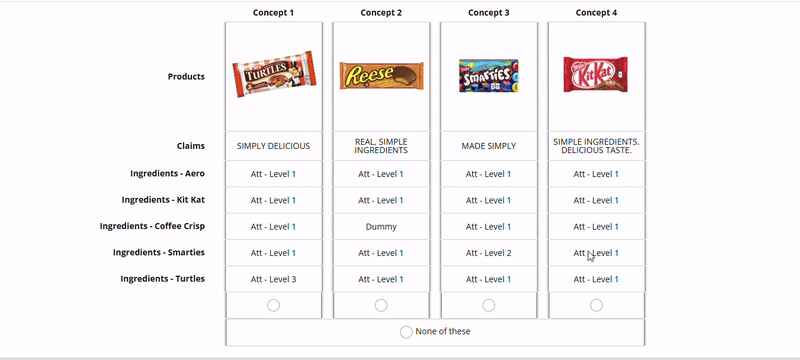 Concept 1 Concept 2 Concept 3 Concept 4
Products
TURTLES
Reese
SMARTIES
KitKat
Claims SIMPLY DELICIOUS REAL, SIMPLE INGREDIENTS MADE SIMPLY SIMPLE INGREDIENTS. DELICIOUS TASTE.
Ingredients - Aero Att - Level 1 Att - Level 1 Att - Level 1 Att - Level 1
Ingredients - Kit Kat Att - Level 1 Att - Level 1 Att - Level 1 Att - Level 1
Ingredients - Coffee Crisp Att - Level 1 Dummy Att - Level 1 Att - Level 1
Ingredients - Smarties Att - Level 1 Att - Level 1 Att - Level 2 Att - Level 1
Ingredients - Turtles Att - Level 3 Att - Level 1 Att - Level 1 Att - Level 1
None of these